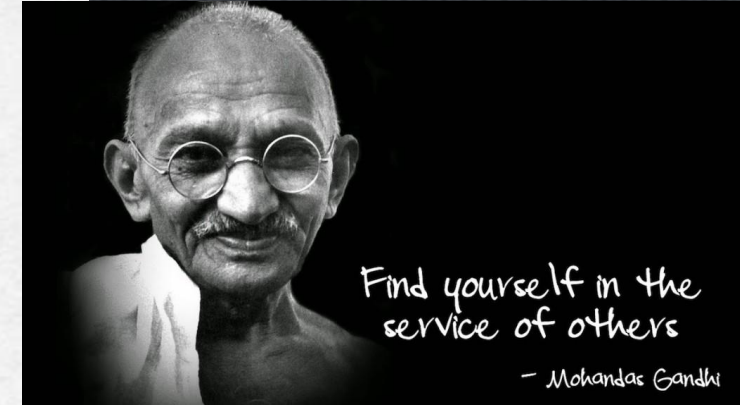 Find yourself in the
service of others
- Mohandas Gandhi